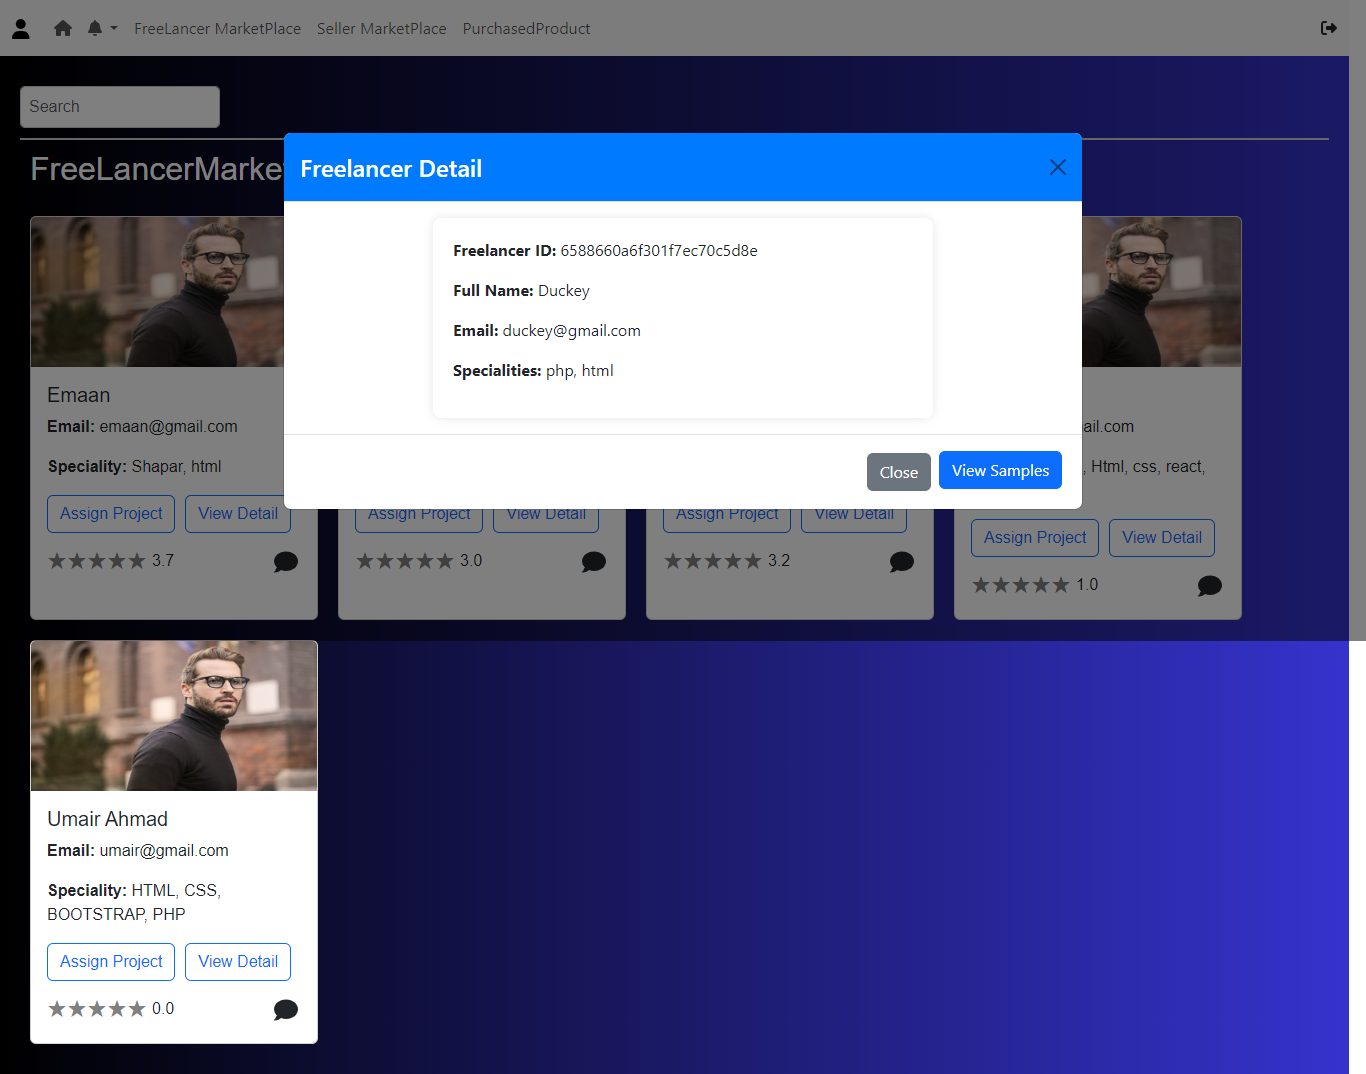 FreeLancer MarketPlace Seller MarketPlace PurchasedProduct
Search
FreeLancerMarke
Freelancer Detail
Freelancer ID: 6588660a6f301f7ec70c5d8e
Full Name: Duckey
Email: duckey@gmail.com
Specialities: php, html
Close View Samples
Emaan
Email: emaan@gmail.com
Speciality: Shapar, html
Assign Project View Detail
3.7
Assign Project View Detail
3.0
Assign Project View Detail
3.2
ail.com
, Html, css, react,
Assign Project View Detail
1.0
Umair Ahmad
Email: umair@gmail.com
Speciality: HTML, CSS,
BOOTSTRAP, PHP
Assign Project View Detail
0.0